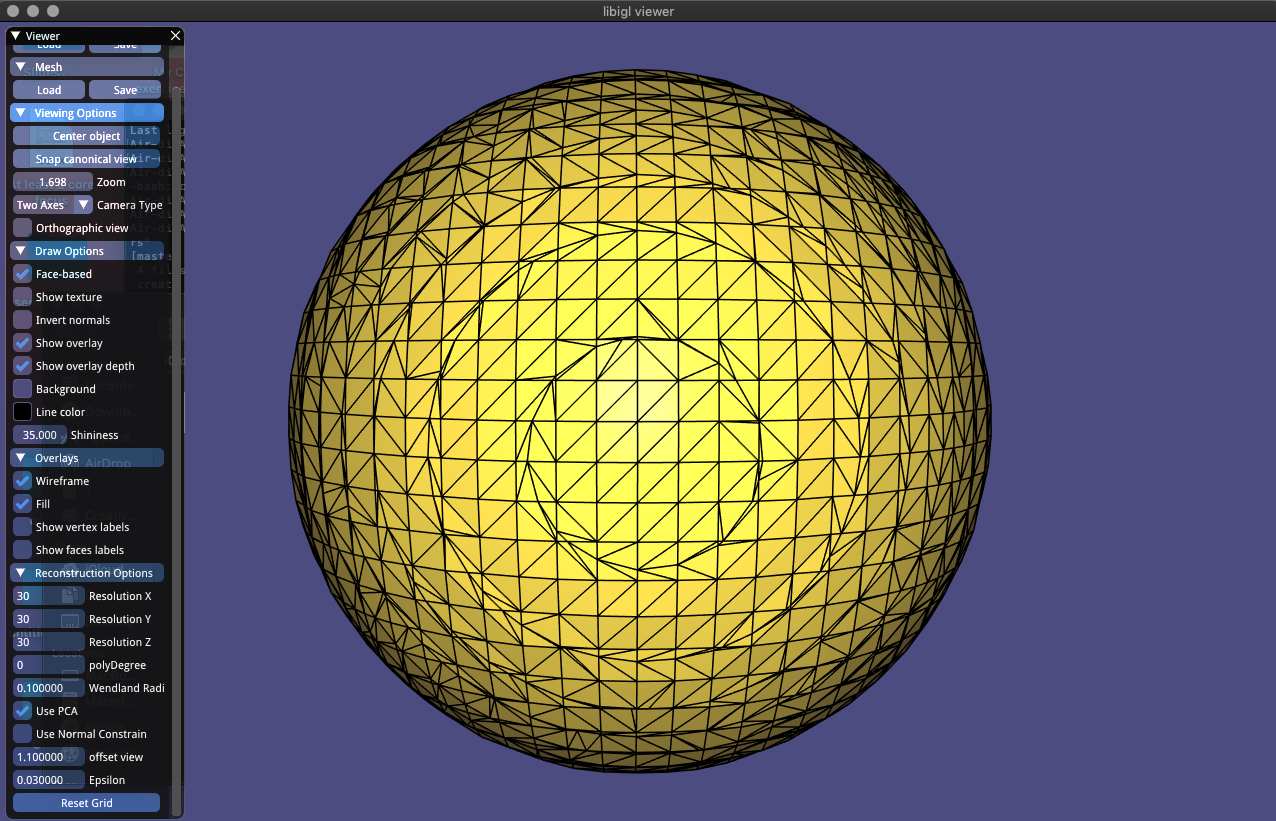 libigl viewer
Viewer
Load Save
Mesh
Load Save
Viewing Options
Center object
Snap canonical view
1.698 Zoom
Two Axes Camera Type
Orthographic view
Draw Options
Face-based
Show texture
Invert normals
Show overlay
Show overlay depth
Background
Line color
35.000 Shininess
Overlays
Wireframe
Fill
Show vertex labels
Show faces labels
Reconstruction Options
30 Resolution X
30 Resolution Y
30 Resolution Z
0 polyDegree
0.100000 Wendland Radi
Use PCA
Use Normal Constrain
1.100000 offset view
0.030000 Epsilon
Reset Grid